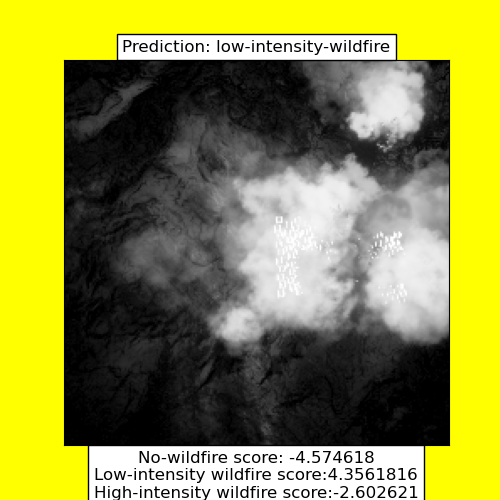 Prediction: low-intensity-wildfire
No-wildfire score: -4.574618
Low-intensity wildfire score:4.3561816
High-intensity wildfire score:-2.602621